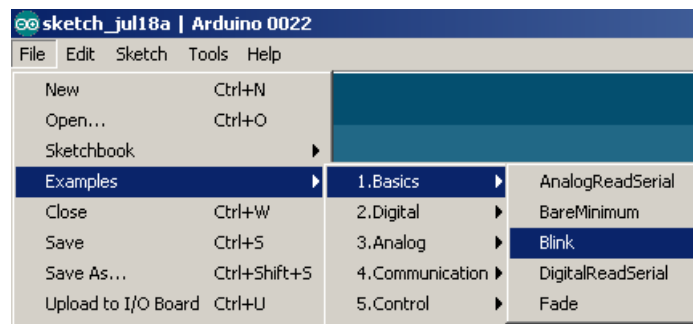 sketch_jul18a | Arduino 0022
File Edit Sketch Tools Help
New Ctrl+N
Open... Ctrl+O
Sketchbook
Examples
Close Ctrl+W
Save Ctrl+S
Save As... Ctrl+Shift+S
Upload to I/O Board Ctrl+U
1.Basics
2.Digital
3.Analog
4.Communication
5.Control
AnalogReadSerial
BareMinimum
Blink
DigitalReadSerial
Fade